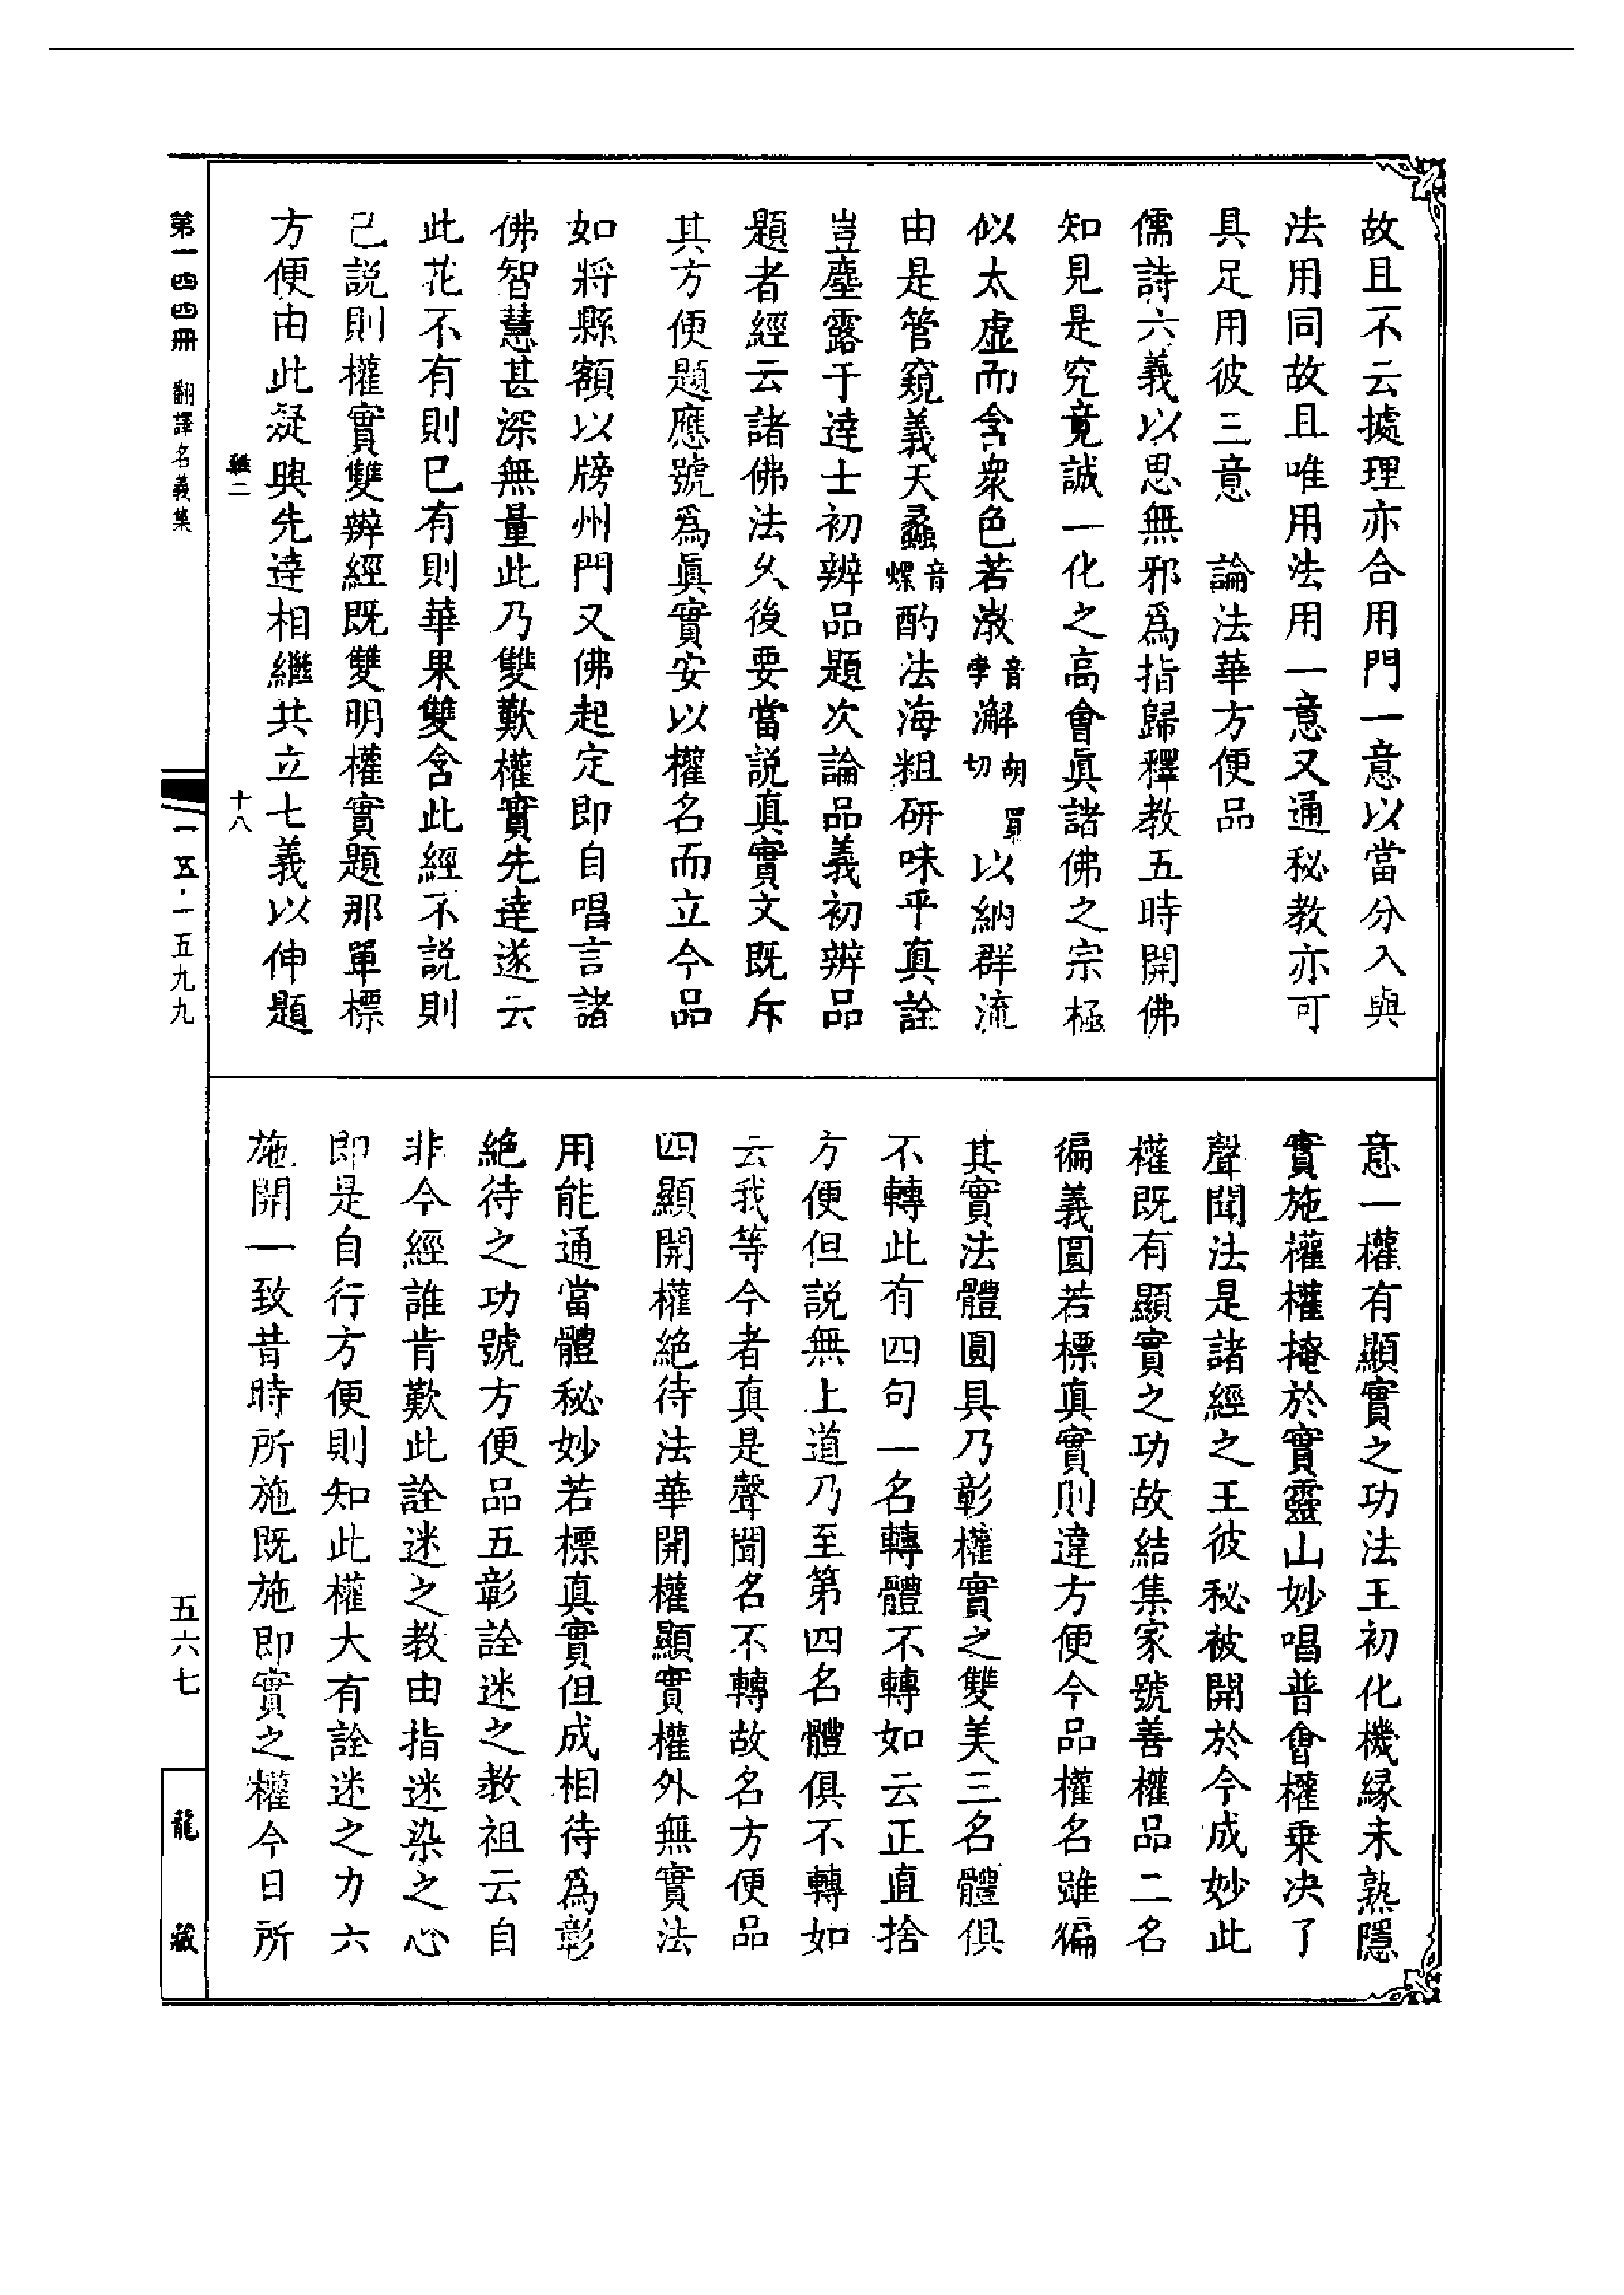 故且不云據理亦合用門一意以當分入與
法用同故且唯用法用一意又通秘教亦可
具足用彼三意　論法華方便品
儒詩六義以思無邪爲指歸釋教五時開佛
知見是究竟誠一化之高會眞諸佛之宗極
似太虛而含衆色若渤音學澥胡買切以納群流
由是管窺義天蠡音螺酌法海粗研味乎真詮
豈塵露于達士初辨品題次論品義初辨品
題者經云諸佛法久後要當説真實文既斥
其方便題應號爲眞實安以權名而立今品
如將縣額以牓州門又佛起定即自唱言諸
佛智慧甚深無量此乃雙歎權實先達遂云
此花不有則已有則華果雙含此經不説則
己説則權實雙辨經既雙明權實題那單標
方便由此疑興先達相繼共立七義以伸題
意一權有顯實之功法王初化機緣未熟隱
實施權權掩於實靈山妙唱普會權乗决了
聲聞法是諸經之王彼秘被開於今成妙此
權既有顯實之功故結集家號善權品二名
徧義圓若標真實則違方便今品權名雖徧
其實法體圓具乃彰權實之雙美三名體俱
不轉此有四句一名轉體不轉如云正直捨
方便但説無上道乃至第四名體俱不轉如
云我等今者真是聲聞名不轉故名方便品
四顯開權絶待法華開權顯實權外無實法
用能通當體秘妙若標真實但成相待爲彰
絶待之功號方便品五彰詮迷之教祖云自
非今經誰肯歎此詮迷之教由指迷染之心
即是自行方便則知此權大有詮迷之力六
施開一致昔時所施既施即實之權今日所
雞二
十八
第一四四冊　翻譯名義集
一五·一五九九
五六七
龍藏